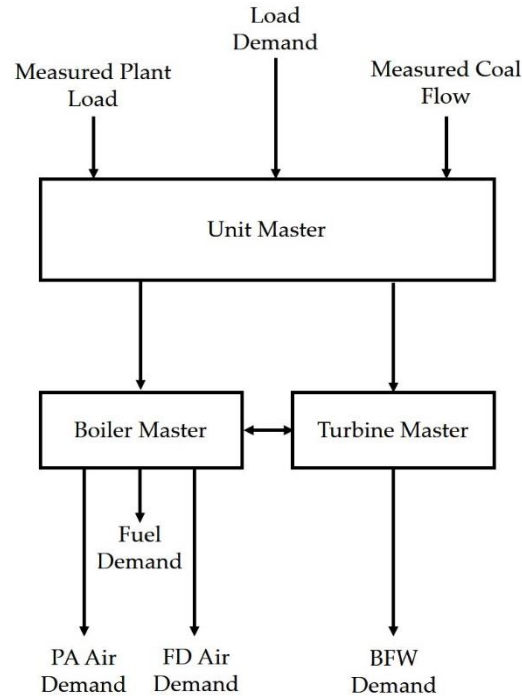 Load
Demand
Measured Plant
Load
Measured Coal
Flow
Unit Master
Boiler Master
Turbine Master
Fuel
Demand
PA Air
Demand
FD Air
Demand
BFW
Demand